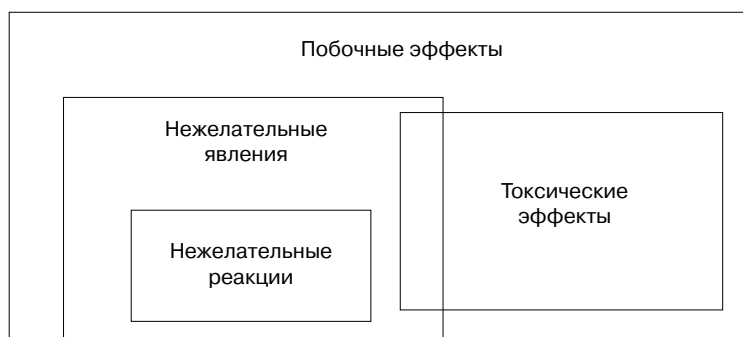 Побочные эффекты
Нежелательные
явления
Токсические
эффекты
Нежелательные
реакции